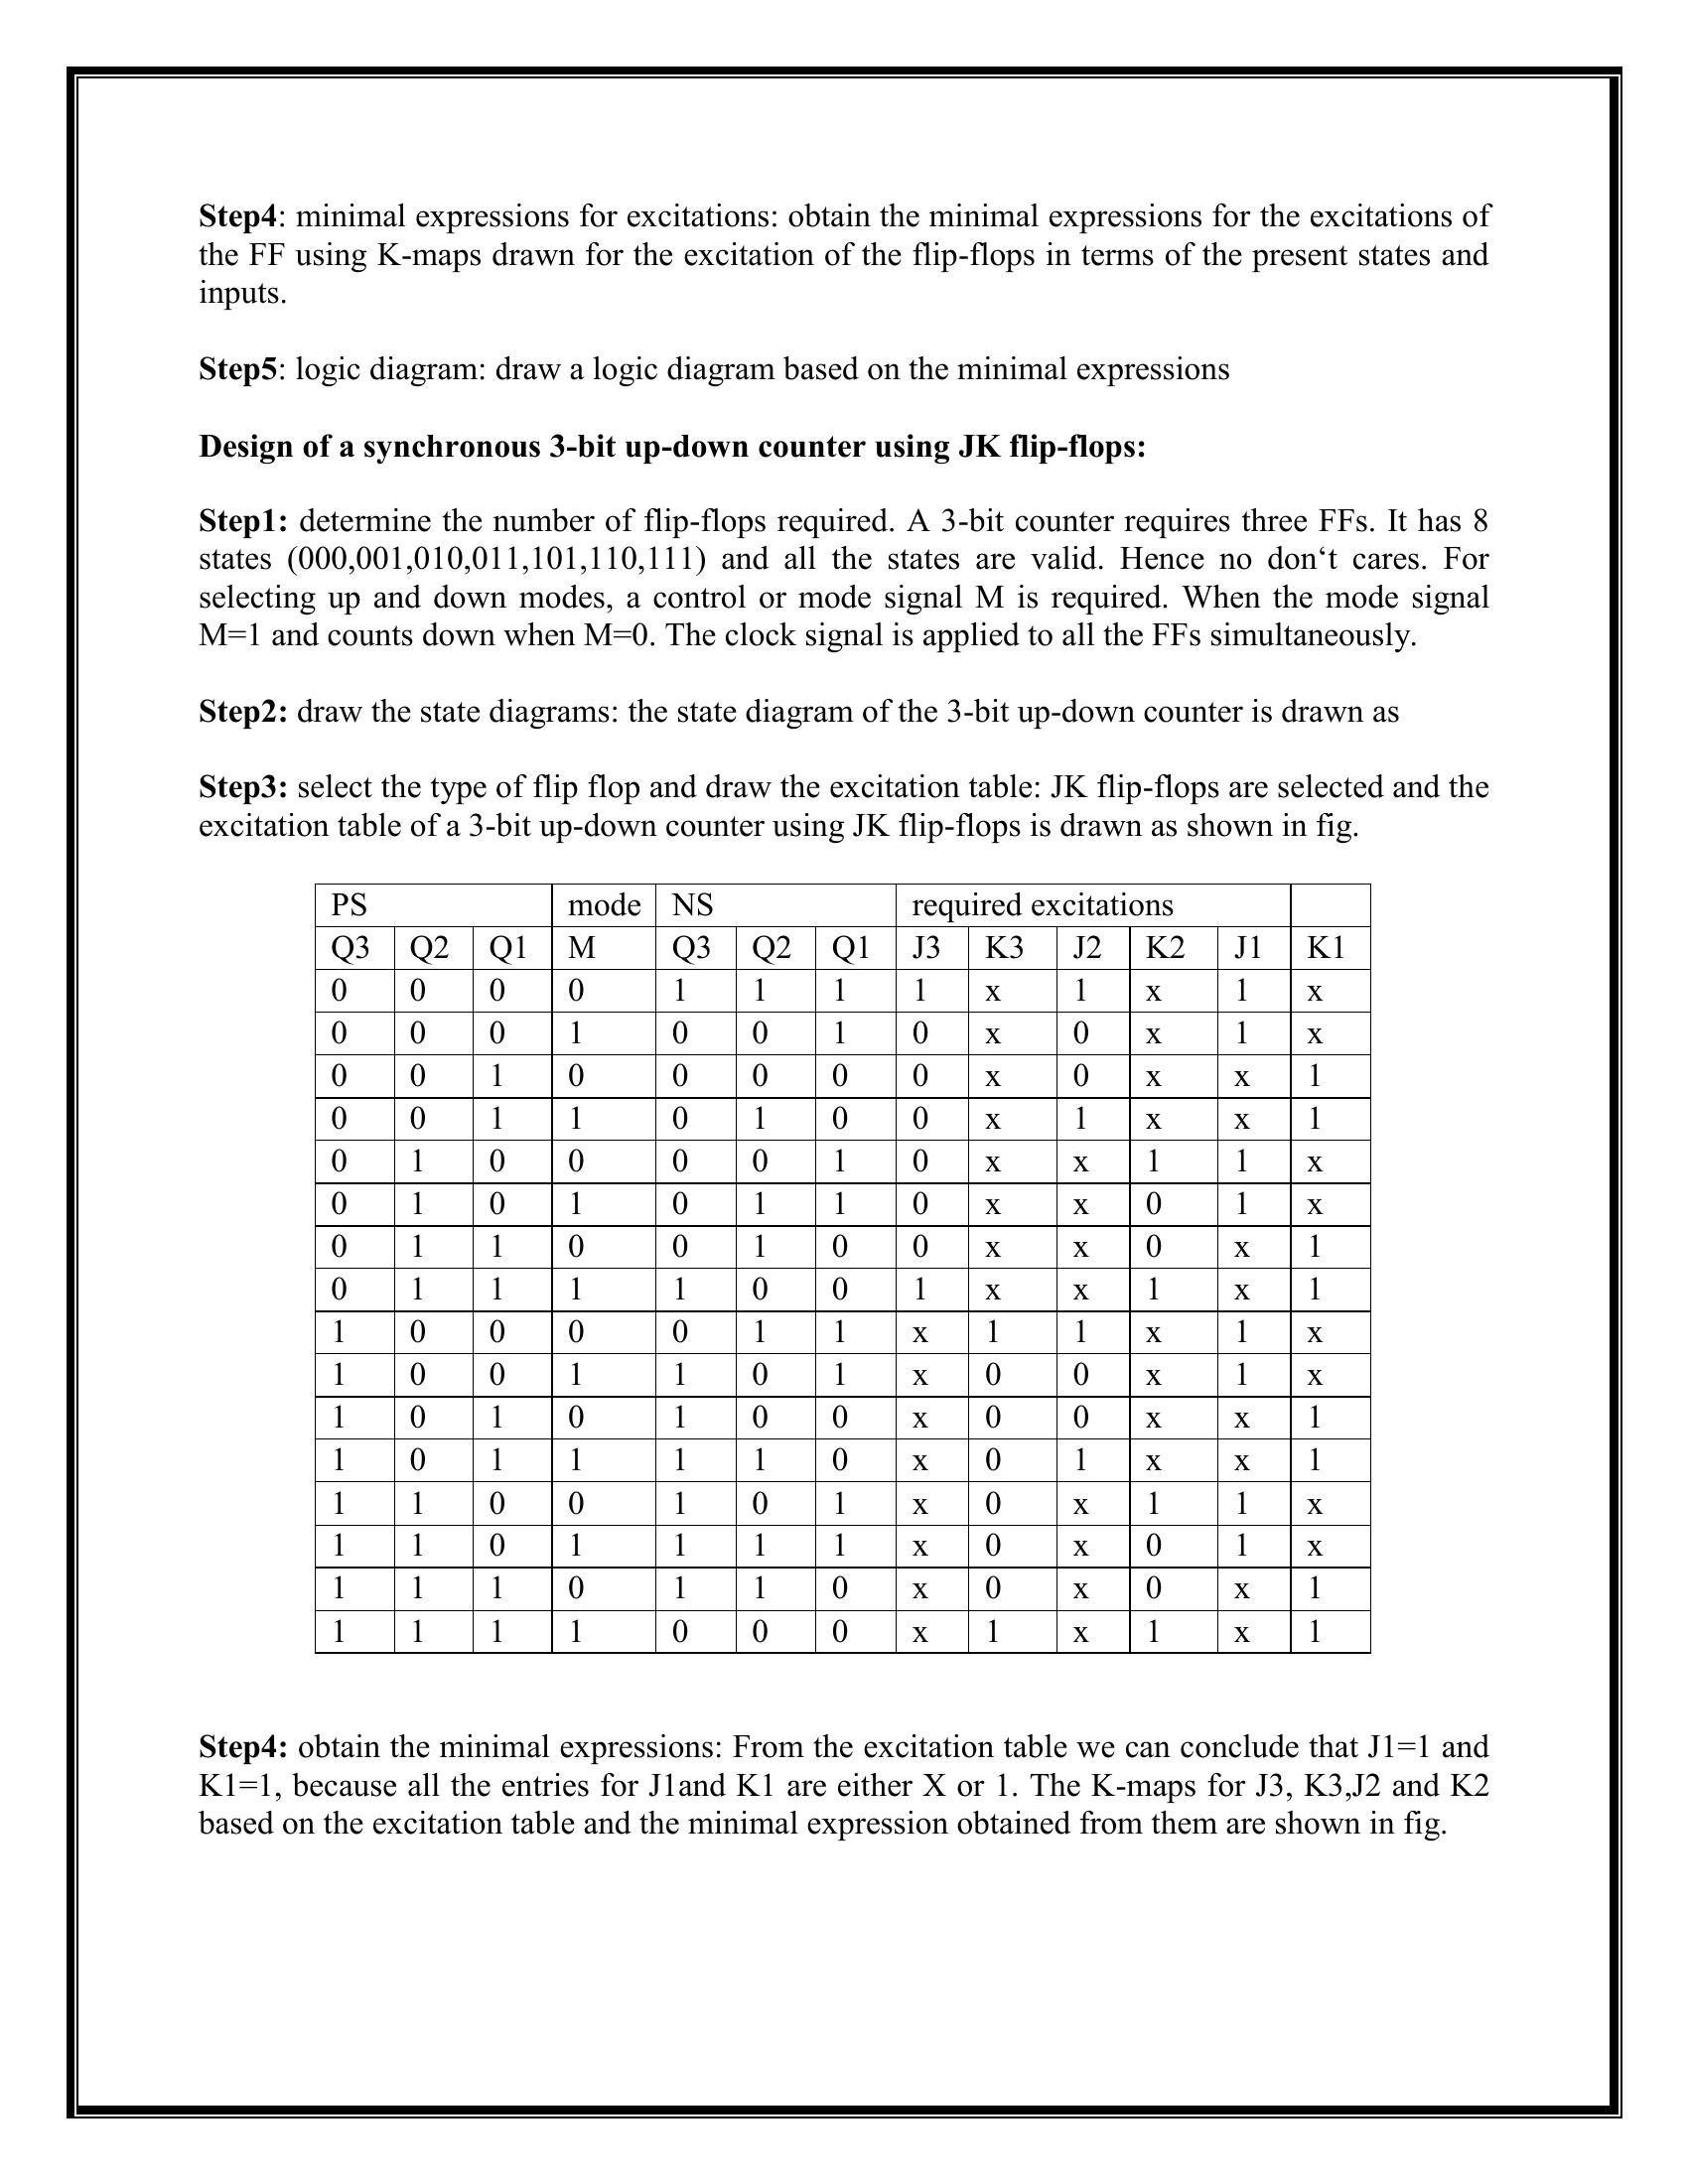 Step4: minimal expressions for excitations: obtain the minimal expressions for the excitations of
the FF using K-maps drawn for the excitation of the flip-flops in terms of the present states and
inputs.
Step5: logic diagram: draw a logic diagram based on the minimal expressions
Design of a synchronous 3-bit up-down counter using JK flip-flops:
Step1: determine the number of flip-flops required. A 3-bit counter requires three FFs. It has 8
states (000,001,010,011,101,110,111) and all the states are valid. Hence no don‘t cares. For
selecting up and down modes, a control or mode signal M is required. When the mode signal
M=1 and counts down when M=0. The clock signal is applied to all the FFs simultaneously.
Step2: draw the state diagrams: the state diagram of the 3-bit up-down counter is drawn as
Step3: select the type of flip flop and draw the excitation table: JK flip-flops are selected and the
excitation table of a 3-bit up-down counter using JK flip-flops is drawn as shown in fig.
PS mode NS required excitations
Q3 Q2 Q1 M Q3 Q2 Q1 J3 K3 J2 K2 J1 K1
0 0 0 0 1 1 1 1 x 1 x 1 x
0 0 0 1 0 0 1 0 x 0 x 1 x
0 0 1 0 0 0 0 0 x 0 x x 1
0 0 1 1 0 1 0 0 x 1 x x 1
0 1 0 0 0 0 1 0 x x 1 1 x
0 1 0 1 0 1 1 0 x x 0 1 x
0 1 1 0 0 1 0 0 x x 0 x 1
0 1 1 1 1 0 0 1 x x 1 x 1
1 0 0 0 0 1 1 x 1 1 x 1 x
1 0 0 1 1 0 1 x 0 0 x 1 x
1 0 1 0 1 0 0 x 0 0 x x 1
1 0 1 1 1 1 0 x 0 1 x x 1
1 1 0 0 1 0 1 x 0 x 1 1 x
1 1 0 1 1 1 1 x 0 x 0 1 x
1 1 1 0 1 1 0 x 0 x 0 x 1
1 1 1 1 0 0 0 x 1 x 1 x 1
Step4: obtain the minimal expressions: From the excitation table we can conclude that J1=1 and
K1=1, because all the entries for J1and K1 are either X or 1. The K-maps for J3, K3,J2 and K2
based on the excitation table and the minimal expression obtained from them are shown in fig.